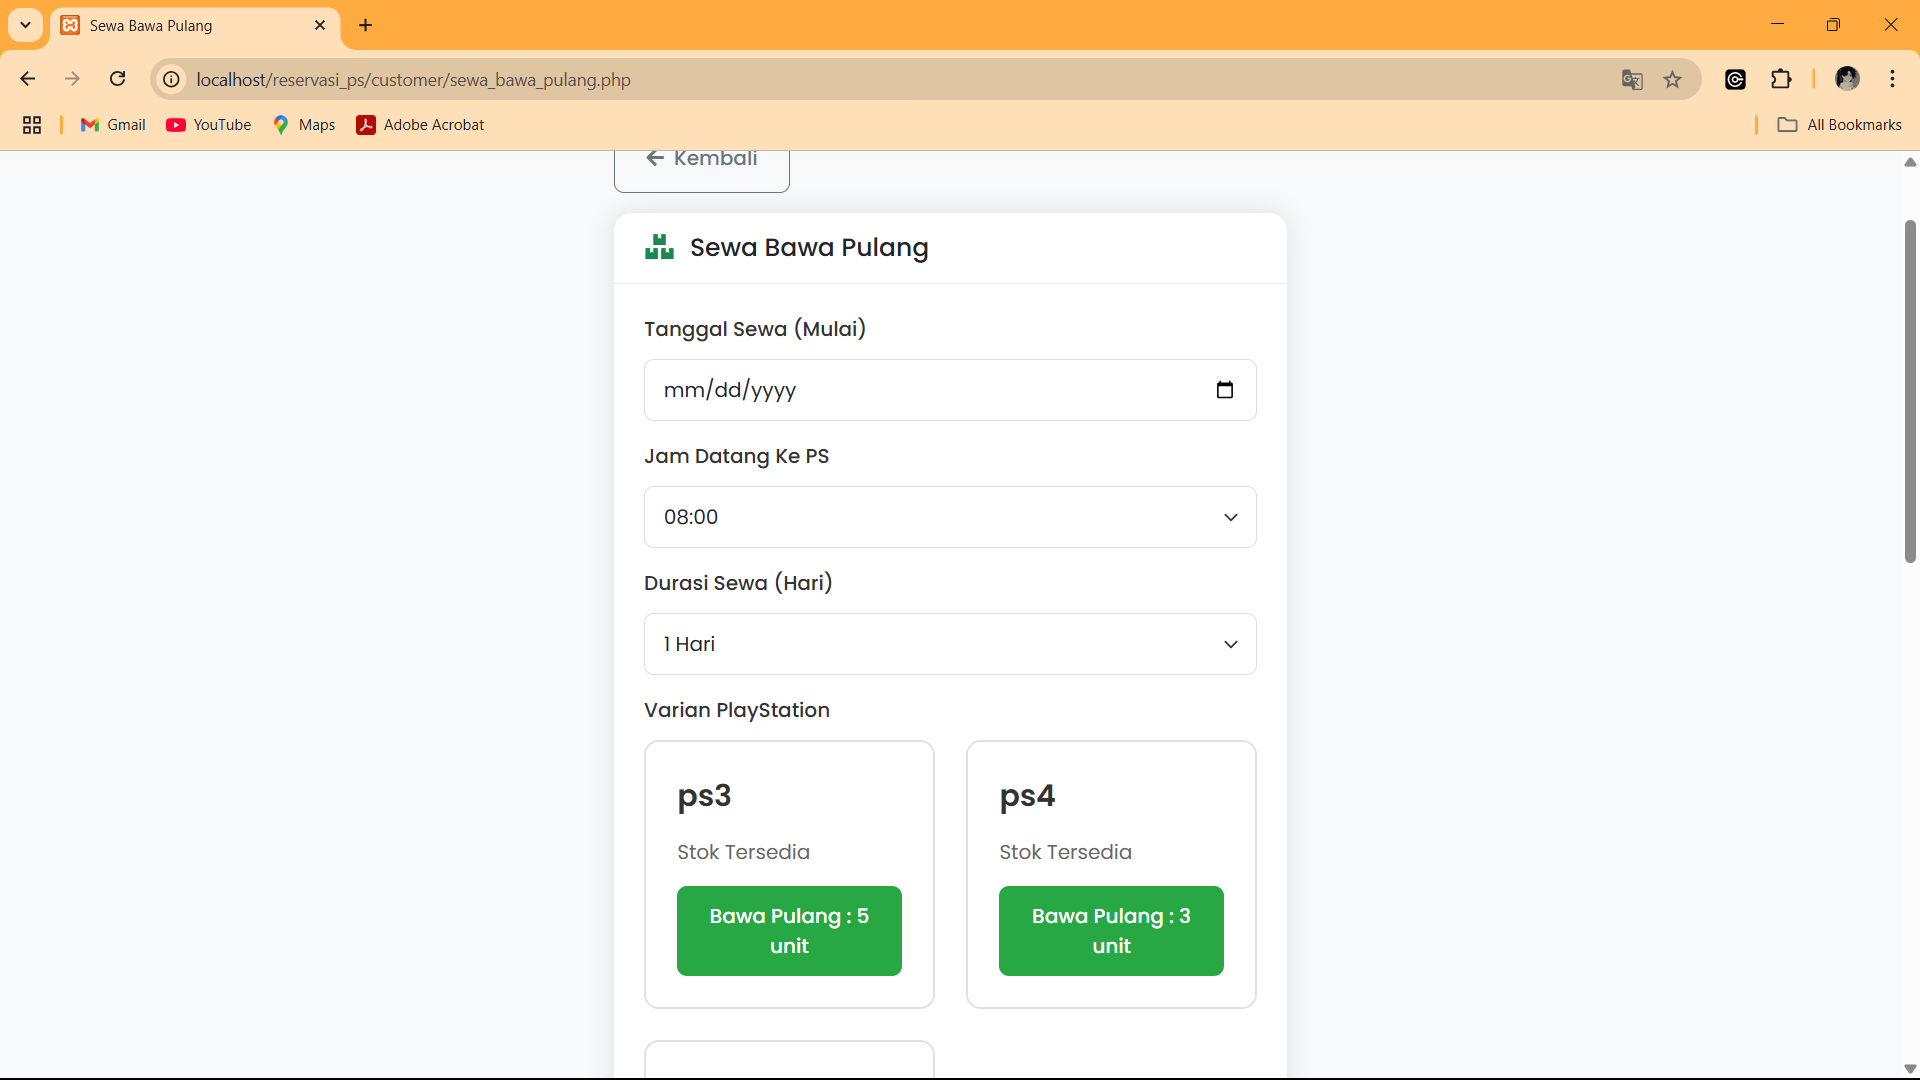 Sewa Bawa Pulang
localhost/reservasi_ps/customer/sewa_bawa_pulang.php
Gmail
YouTube
Maps
Adobe Acrobat
All Bookmarks
Kembali
Sewa Bawa Pulang
Tanggal Sewa (Mulai)
mm/dd/yyyy
Jam Datang Ke PS
08:00
Durasi Sewa (Hari)
1 Hari
Varian PlayStation
ps3
Stok Tersedia
Bawa Pulang : 5
unit
ps4
Stok Tersedia
Bawa Pulang : 3
unit